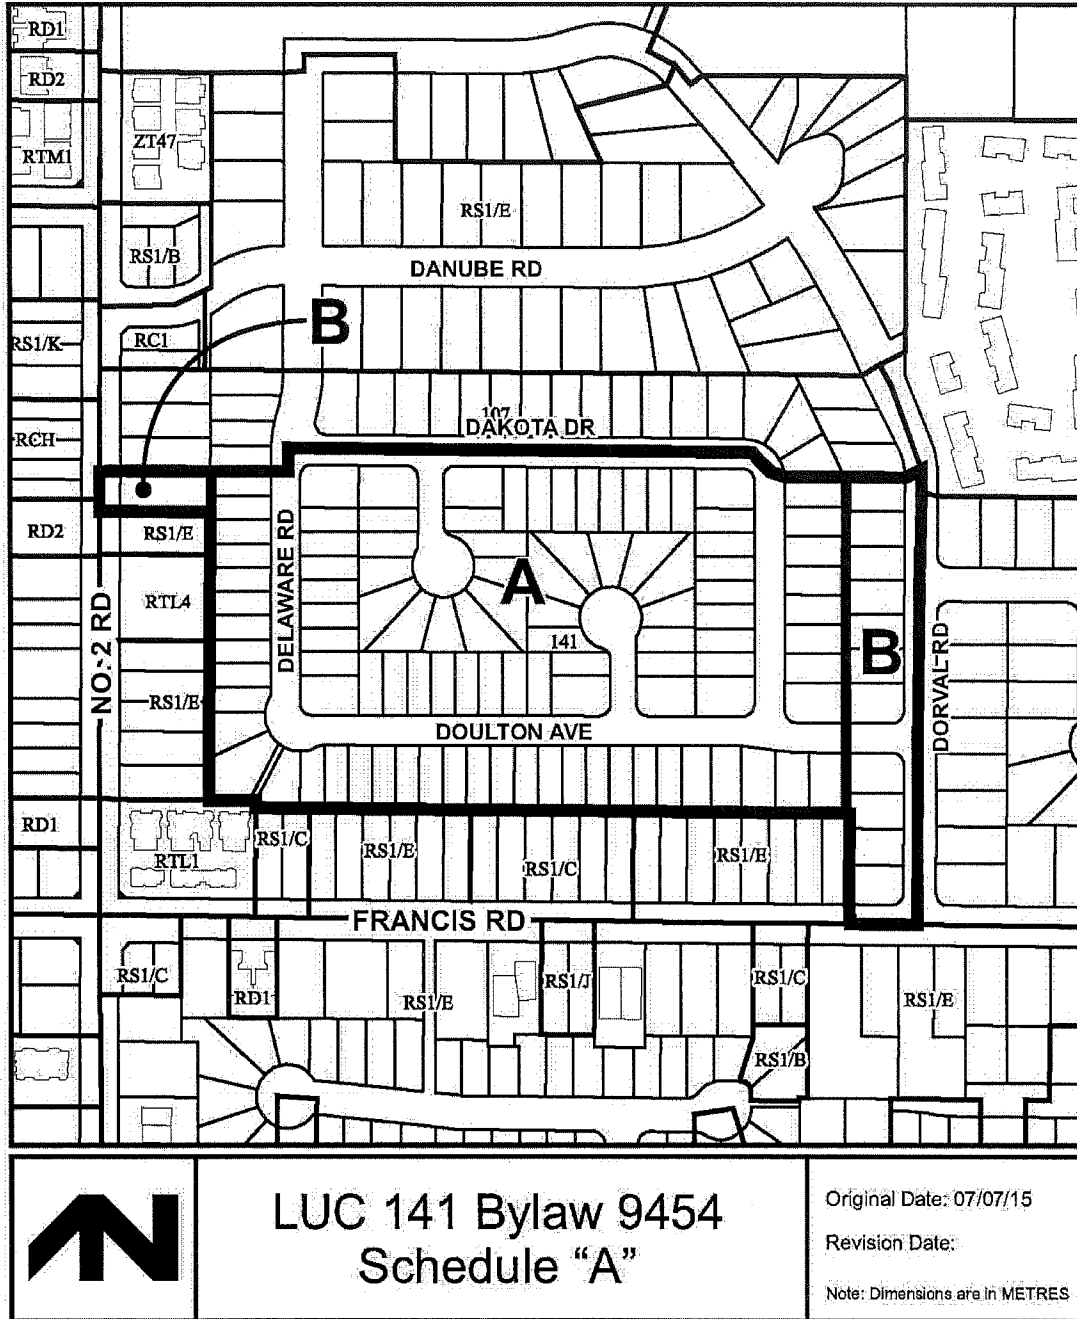 RD1
RD2
ZT47
RTM1
RS1/E
RS1/B
DANUBE RD
B
RS1/K
RC1
107
DAKOTA DR
RCH
RD2
RS1/E
DELAWARE RD
A
RTL4
NO. 2 RD
141
B
DORVAL RD
RS1/E
DOULTON AVE
RD1
RTL1
RS1/C
RS1/E
RS1/C
RS1/E
FRANCIS RD
RS1/C
RD1
RS1/E
RS1/J
RS1/C
RS1/E
RS1/B
LUC 141 Bylaw 9454
Schedule “A”
Original Date: 07/07/15
Revision Date:
Note: Dimensions are in METRES